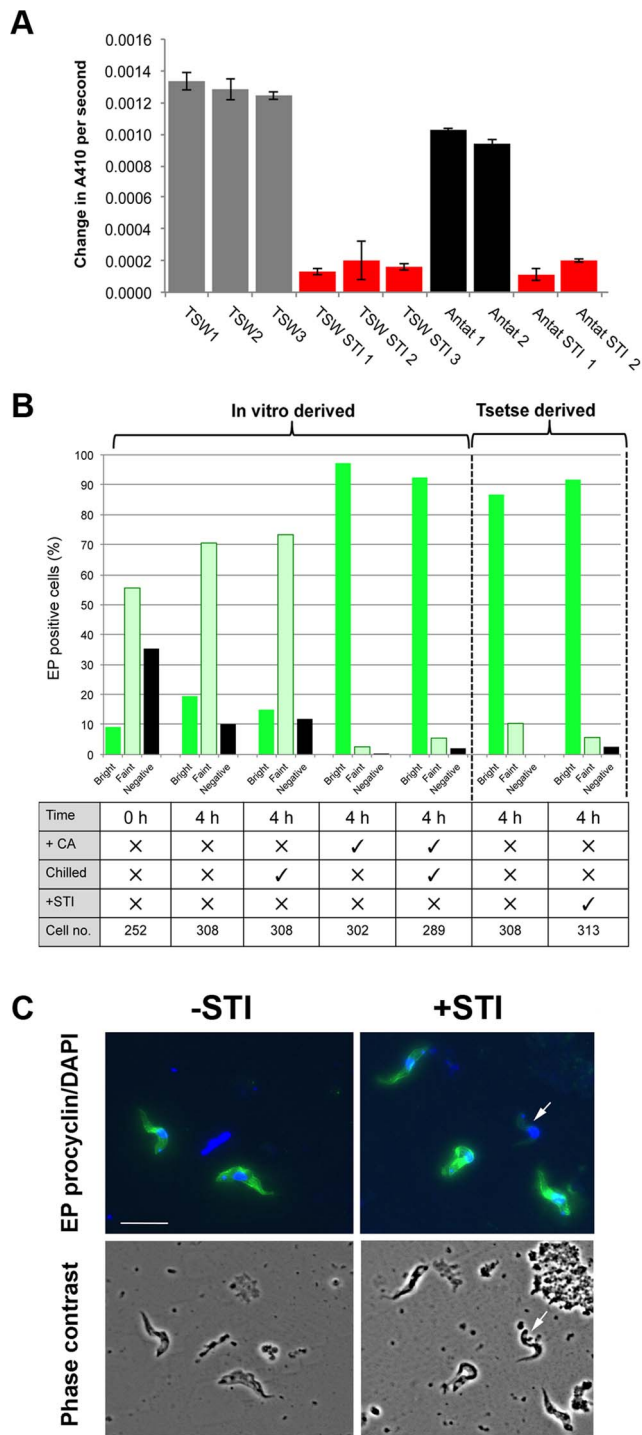 A
Change in A410 per second
0.0016
0.0014
0.0012
0.0010
0.0008
0.0006
0.0004
0.0002
0.0000
TSW1
TSW2
TSW3
TSW STI 1
TSW STI 2
TSW STI 3
Antat 1
Antat 2
Antat STI 1
Antat STI 2
B
In vitro derived
Tsetse derived
EP positive cells (%)
100
90
80
70
60
50
40
30
20
10
0
Bright Faint Negative Bright Faint Negative Bright Faint Negative Bright Faint Negative Bright Faint Negative Bright Faint Negative Bright Faint Negative
Time 0 h 4 h 4 h 4 h 4 h 4 h 4 h
+ CA ✕ ✕ ✕ ✓ ✓ ✕ ✕
Chilled ✕ ✕ ✓ ✕ ✓ ✕ ✕
+STI ✕ ✕ ✕ ✕ ✕ ✕ ✓
Cell no. 252 308 308 302 289 308 313
C
-STI
+STI
EP procyclin/DAPI
Phase contrast